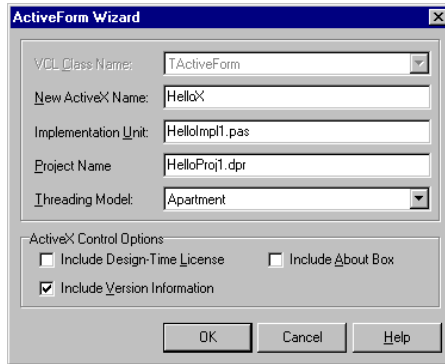 ActiveForm Wizard
VCL Class Name: TActiveForm
New ActiveX Name: HelloX
Implementation Unit: HelloImpl1.pas
Project Name HelloProj1.dpr
Threading Model: Apartment
ActiveX Control Options
Include Design-Time License Include About Box
Include Version Information
OK Cancel Help